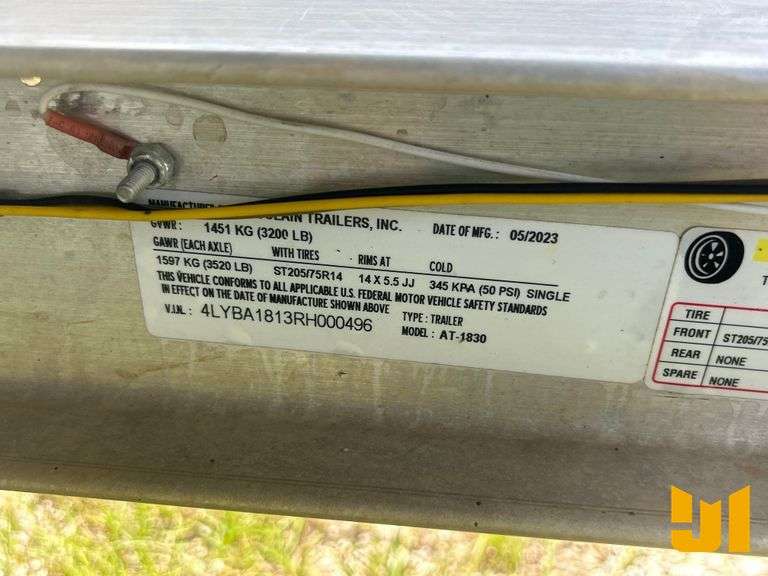 MANUFACTURED
TRAILERS, INC.
DATE OF MFG.: 05/2023
GVWR: 1451 KG (3200 LB)
GAWR (EACH AXLE) WITH TIRES RIMS AT COLD
1597 KG (3520 LB) ST205/75R14 14 X 5.5 JJ 345 KPA (50 PSI) SINGLE
THIS VEHICLE CONFORMS TO ALL APPLICABLE U.S. FEDERAL MOTOR VEHICLE SAFETY STANDARDS
IN EFFECT ON THE DATE OF MANUFACTURE SHOWN ABOVE
V.I.N.: 4LYBA1813RH000496
TYPE: TRAILER
MODEL: AT-1830
TIRE
FRONT ST205/75
REAR NONE
SPARE NONE